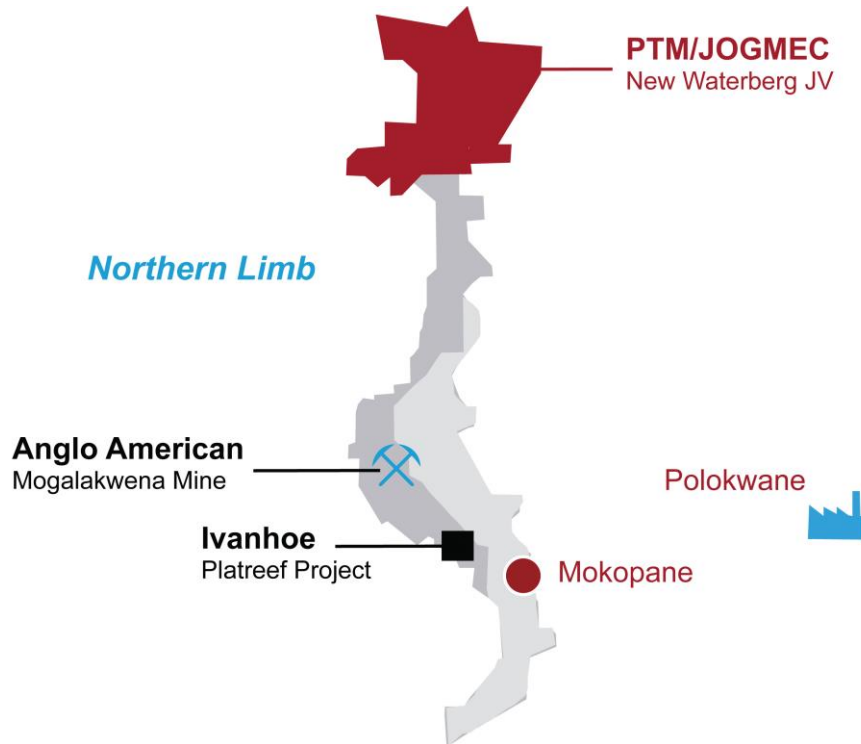 PTM/JOGMEC
New Waterberg JV
Northern Limb
Anglo American
Mogalakwena Mine
Polokwane
Ivanhoe
Platreef Project
Mokopane